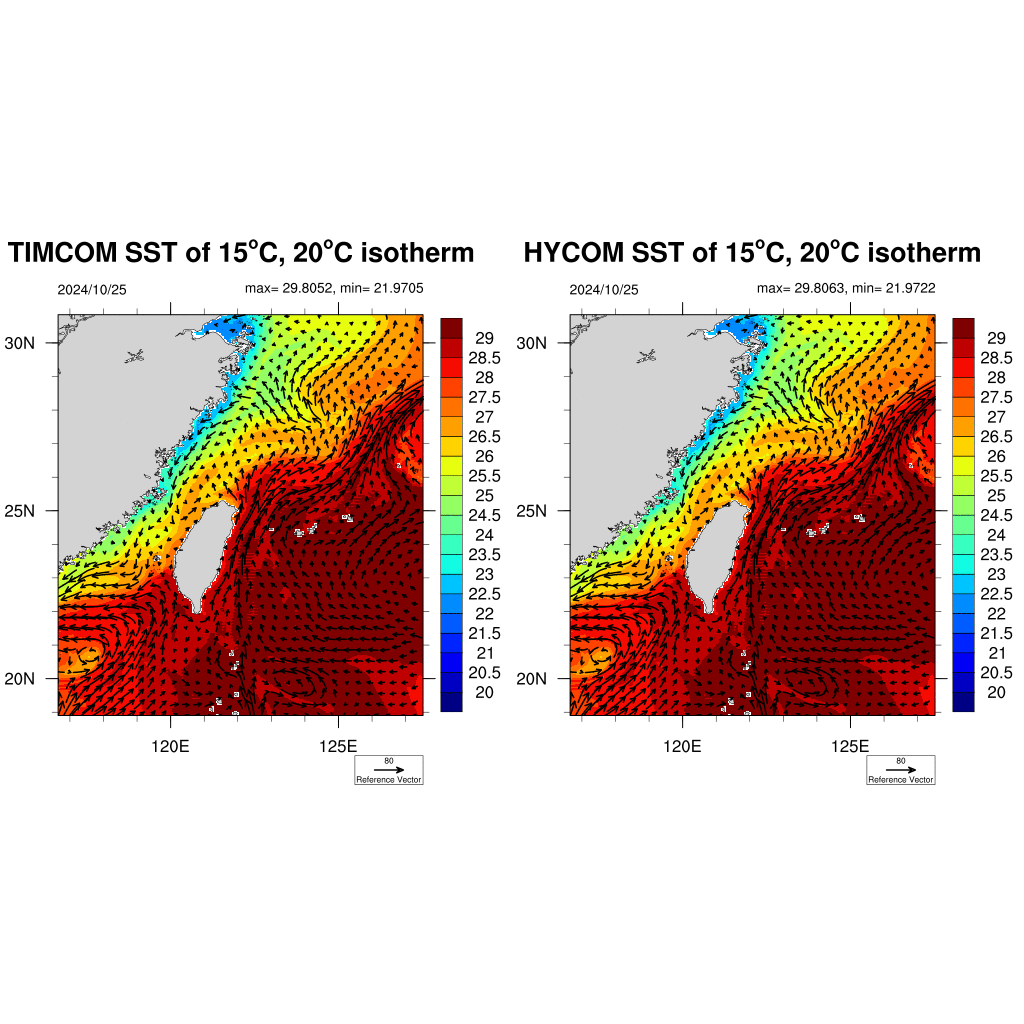 TIMCOM SST of 15°C, 20°C isotherm
2024/10/25
max= 29.8052, min= 21.9705
30N
25N
20N
120E
125E
29
28.5
28
27.5
27
26.5
26
25.5
25
24.5
24
23.5
23
22.5
22
21.5
21
20.5
20
80
Reference Vector
HYCOM SST of 15°C, 20°C isotherm
2024/10/25
max= 29.8063, min= 21.9722
30N
25N
20N
120E
125E
29
28.5
28
27.5
27
26.5
26
25.5
25
24.5
24
23.5
23
22.5
22
21.5
21
20.5
20
80
Reference Vector